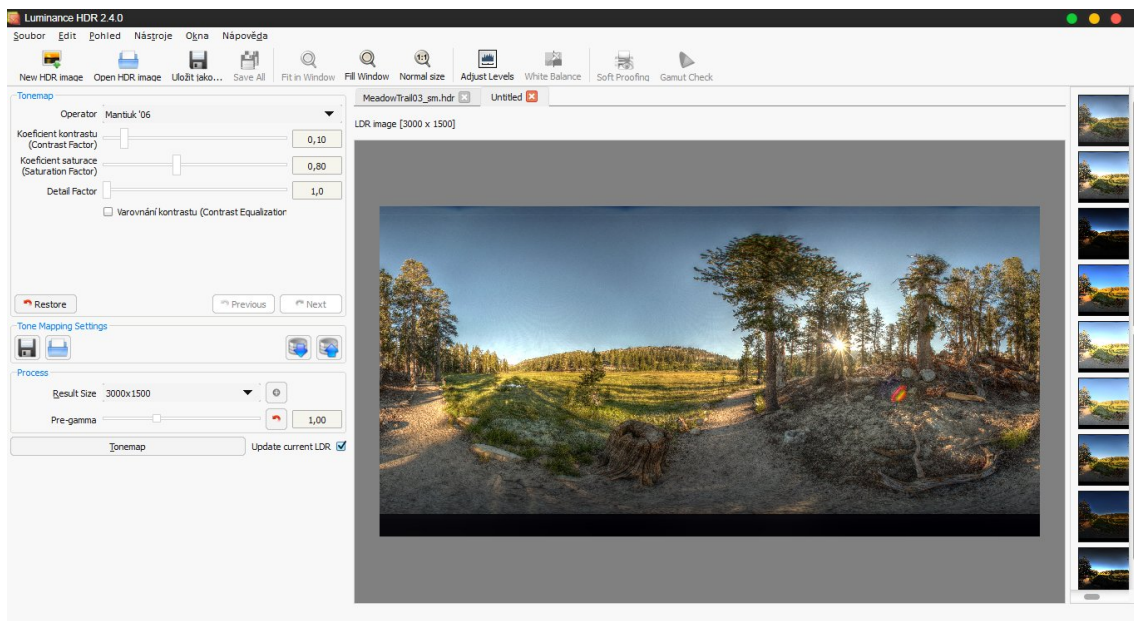 Luminance HDR 2.4.0
Soubor Edit Pohled Nástroje Okna Nápověda
New HDR image Open HDR image Uložit jako... Save All Fit in Window Fill Window Normal size Adjust Levels White Balance Soft Proofing Gamut Check
Tonemap
Operator Mantiuk '06
Koeficient kontrastu
(Contrast Factor) 0,10
Koeficient saturace
(Saturation Factor) 0,80
Detail Factor 1,0
Varovnání kontrastu (Contrast Equalization
Restore Previous Next
Tone Mapping Settings
Process
Result Size 3000x1500
Pre-gamma 1,00
Tonemap Update current LDR
MeadowTrail03_sm.hdr Untitled
LDR image [3000 x 1500]